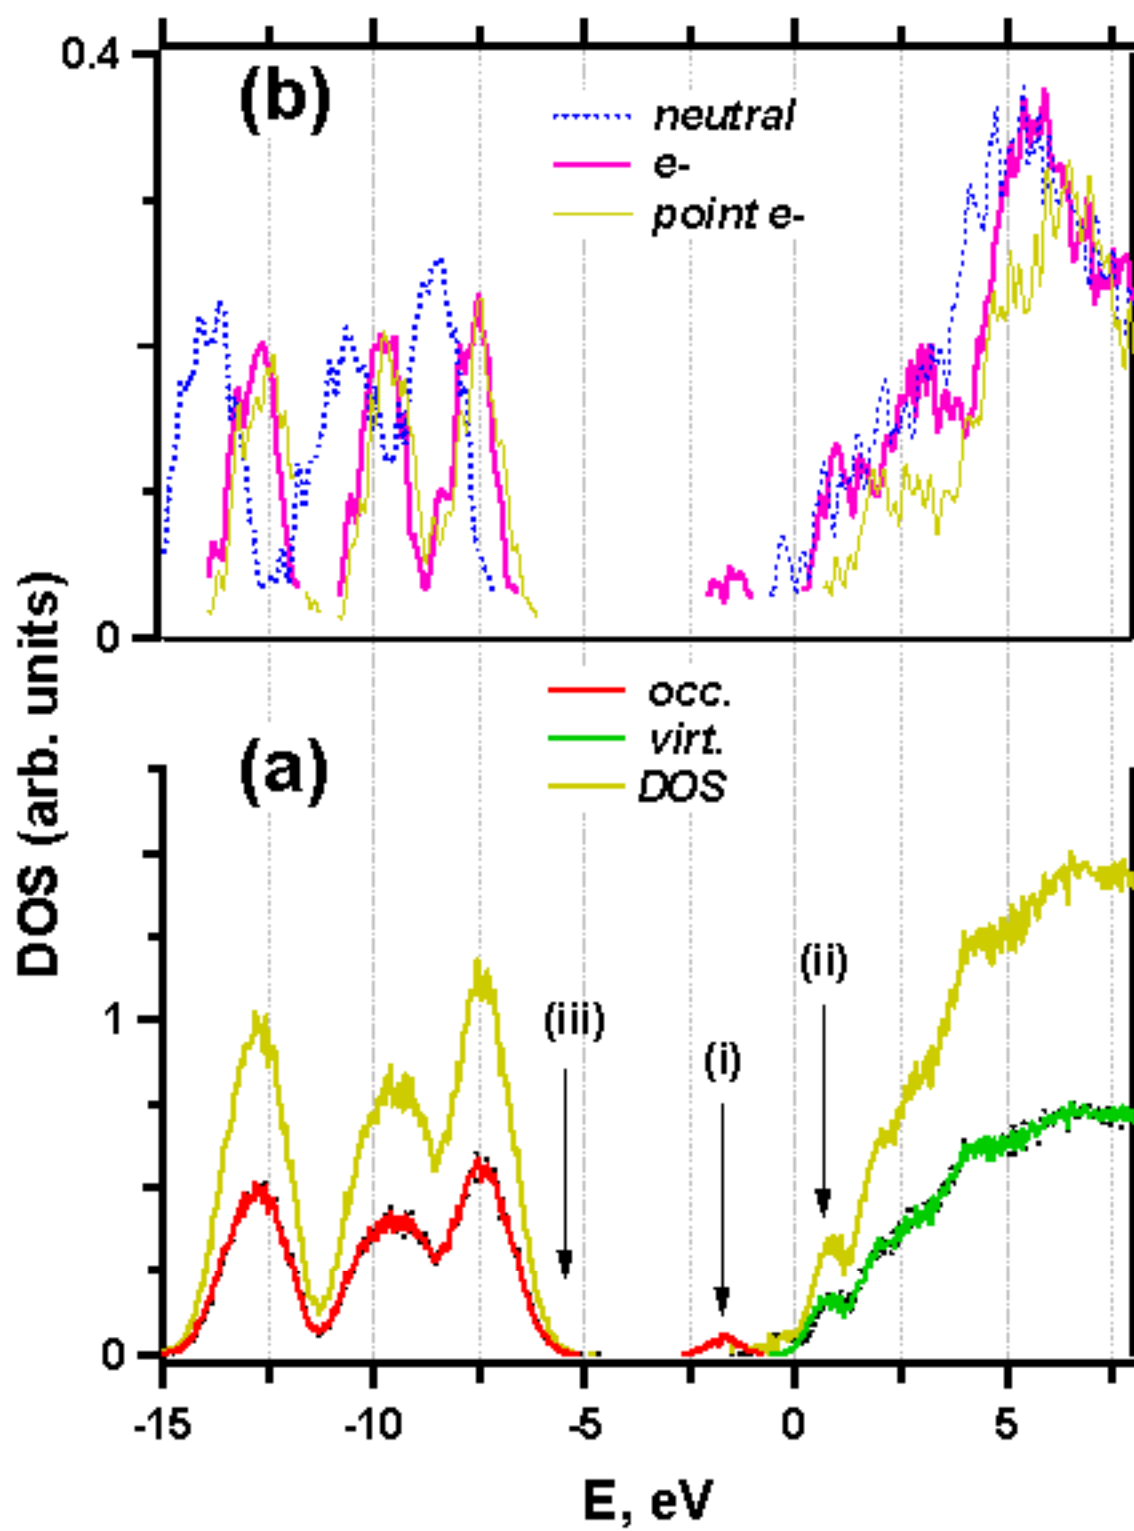 0.4
(b)
neutral
e-
point e-
0
DOS (arb. units)
occ.
virt.
DOS
(a)
(ii)
(iii)
(i)
1
0
-15 -10 -5 0 5
E, eV